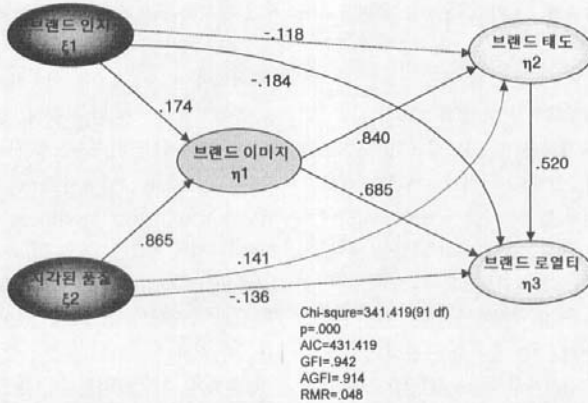 브랜드 인지
ξ1
-.118
브랜드 태도
η2
-.184
.174
브랜드 이미지
η1
.840
.520
.685
.865
.141
지각된 품질
ξ2
-.136
브랜드 로열티
η3
Chi-squre=341.419(91 df)
p=.000
AIC=431.419
GFI=.942
AGFI=.914
RMR=.048